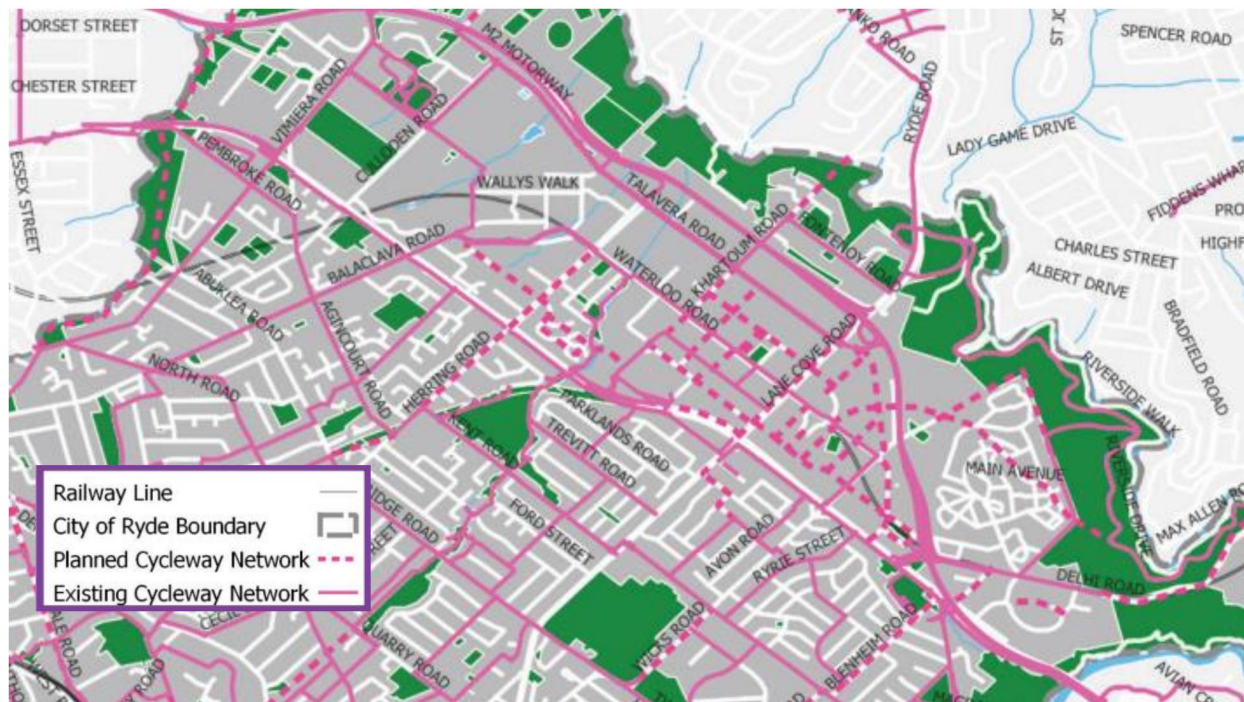 DORSET STREET
CHESTER STREET
ESSEX STREET
PEMBROKE ROAD
VIMIERA ROAD
CULLODEN ROAD
M2 MOTORWAY
WALLYS WALK
TALAVERA ROAD
RYDE ROAD
SPENCER ROAD
LADY GAME DRIVE
CHARLES STREET
ALBERT DRIVE
BRADFIELD ROAD
BALACLAVA ROAD
ABUKLEA ROAD
AGINCOURT ROAD
WATERLOO ROAD
KHARTOUM ROAD
FONTENOY ROAD
LANE COVE ROAD
HERRING ROAD
NORTH ROAD
KENT ROAD
PARKLANDS ROAD
TREVITT ROAD
RIVERSIDE WALK
RIVERSIDE DRIVE
MAIN AVENUE
FORD STREET
AVON ROAD
RYRIE STREET
DELHI ROAD
QUARRY ROAD
WICKS ROAD
BLENHEIM ROAD
Railway Line
City of Ryde Boundary
Planned Cycleway Network
Existing Cycleway Network